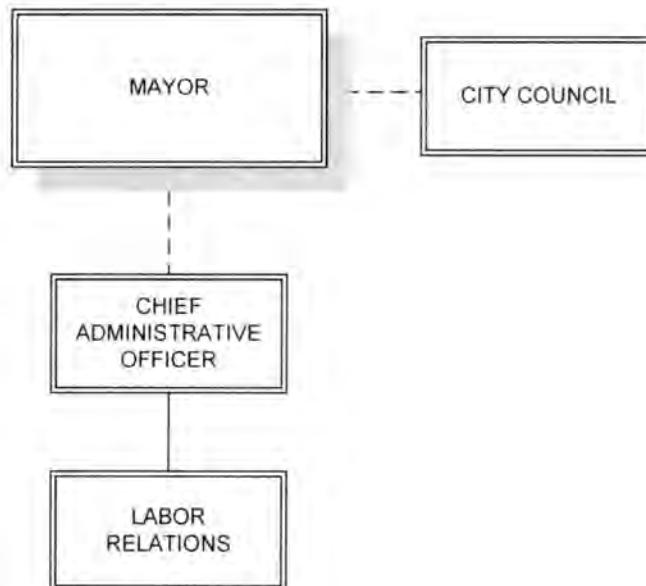 MAYOR
CITY COUNCIL
CHIEF
ADMINISTRATIVE
OFFICER
LABOR
RELATIONS